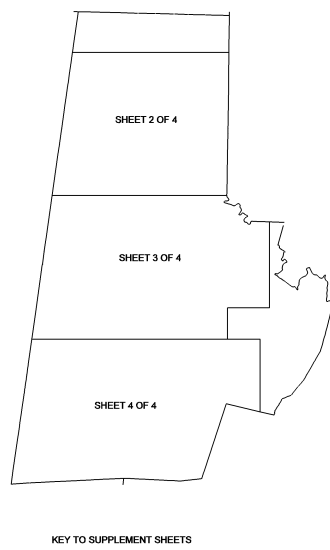 SHEET 2 OF 4
SHEET 3 OF 4
SHEET 4 OF 4
KEY TO SUPPLEMENT SHEETS